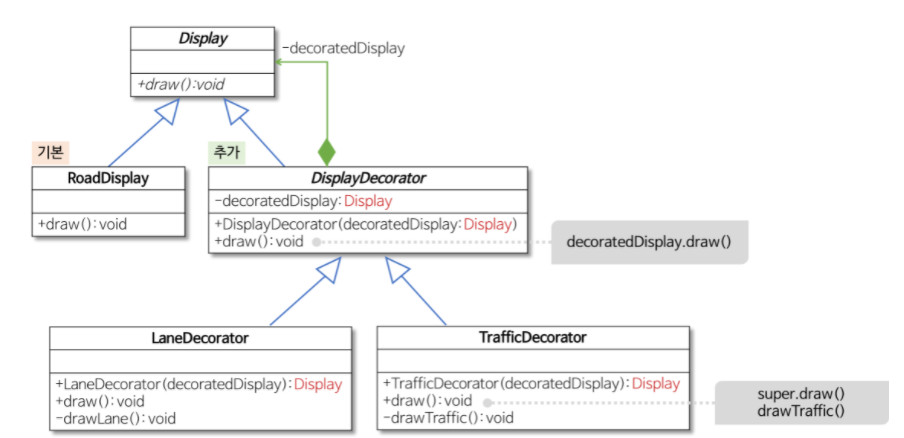 Display
-decoratedDisplay
+draw():void
기본
추가
RoadDisplay
+draw(): void
DisplayDecorator
-decoratedDisplay: Display
+DisplayDecorator(decoratedDisplay: Display)
+draw(): void
decoratedDisplay.draw()
LaneDecorator
+LaneDecorator(decoratedDisplay): Display
+draw(): void
-drawLane(): void
TrafficDecorator
+TrafficDecorator(decoratedDisplay): Display
+draw(): void
-drawTraffic(): void
super.draw()
drawTraffic()